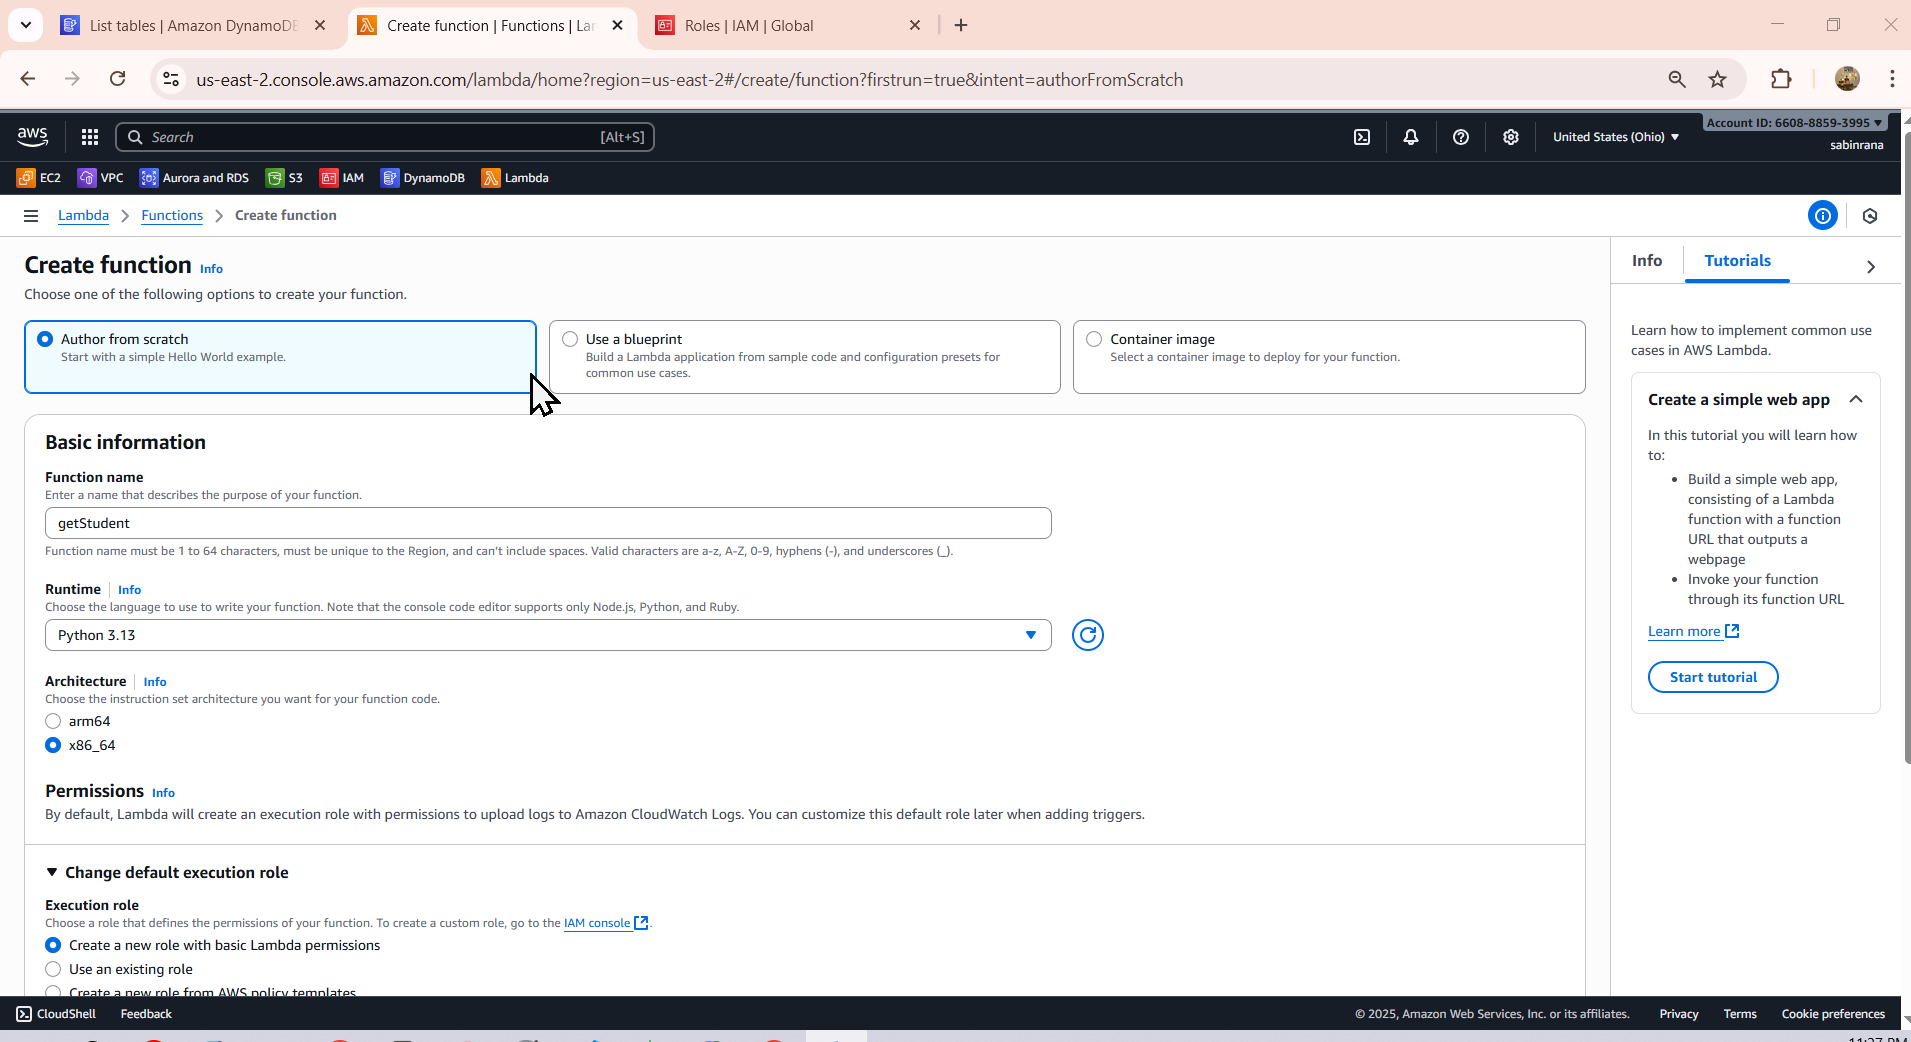 List tables | Amazon DynamoDB
Create function | Functions | La
Roles | IAM | Global
us-east-2.console.aws.amazon.com/lambda/home?region=us-east-2#/create/function?firstrun=true&intent=authorFromScratch
aws
Search
[Alt+S]
United States (Ohio)
Account ID: 6608-8859-3995
sabinrana
EC2
VPC
Aurora and RDS
S3
IAM
DynamoDB
Lambda
Lambda
Functions
Create function
Create function Info
Choose one of the following options to create your function.
Author from scratch
Start with a simple Hello World example.
Use a blueprint
Build a Lambda application from sample code and configuration presets for
common use cases.
Container image
Select a container image to deploy for your function.
Basic information
Function name
Enter a name that describes the purpose of your function.
getStudent
Function name must be 1 to 64 characters, must be unique to the Region, and can't include spaces. Valid characters are a-z, A-Z, 0-9, hyphens (-), and underscores (_).
Runtime Info
Choose the language to use to write your function. Note that the console code editor supports only Node.js, Python, and Ruby.
Python 3.13
Architecture Info
Choose the instruction set architecture you want for your function code.
arm64
x86_64
Permissions Info
By default, Lambda will create an execution role with permissions to upload logs to Amazon CloudWatch Logs. You can customize this default role later when adding triggers.
Change default execution role
Execution role
Choose a role that defines the permissions of your function. To create a custom role, go to the IAM console.
Create a new role with basic Lambda permissions
Use an existing role
Create a new role from AWS policy templates
Info
Tutorials
Learn how to implement common use
cases in AWS Lambda.
Create a simple web app
In this tutorial you will learn how
to:
• Build a simple web app,
consisting of a Lambda
function with a function
URL that outputs a
webpage
• Invoke your function
through its function URL
Learn more
Start tutorial
CloudShell
Feedback
© 2025, Amazon Web Services, Inc. or its affiliates.
Privacy
Terms
Cookie preferences